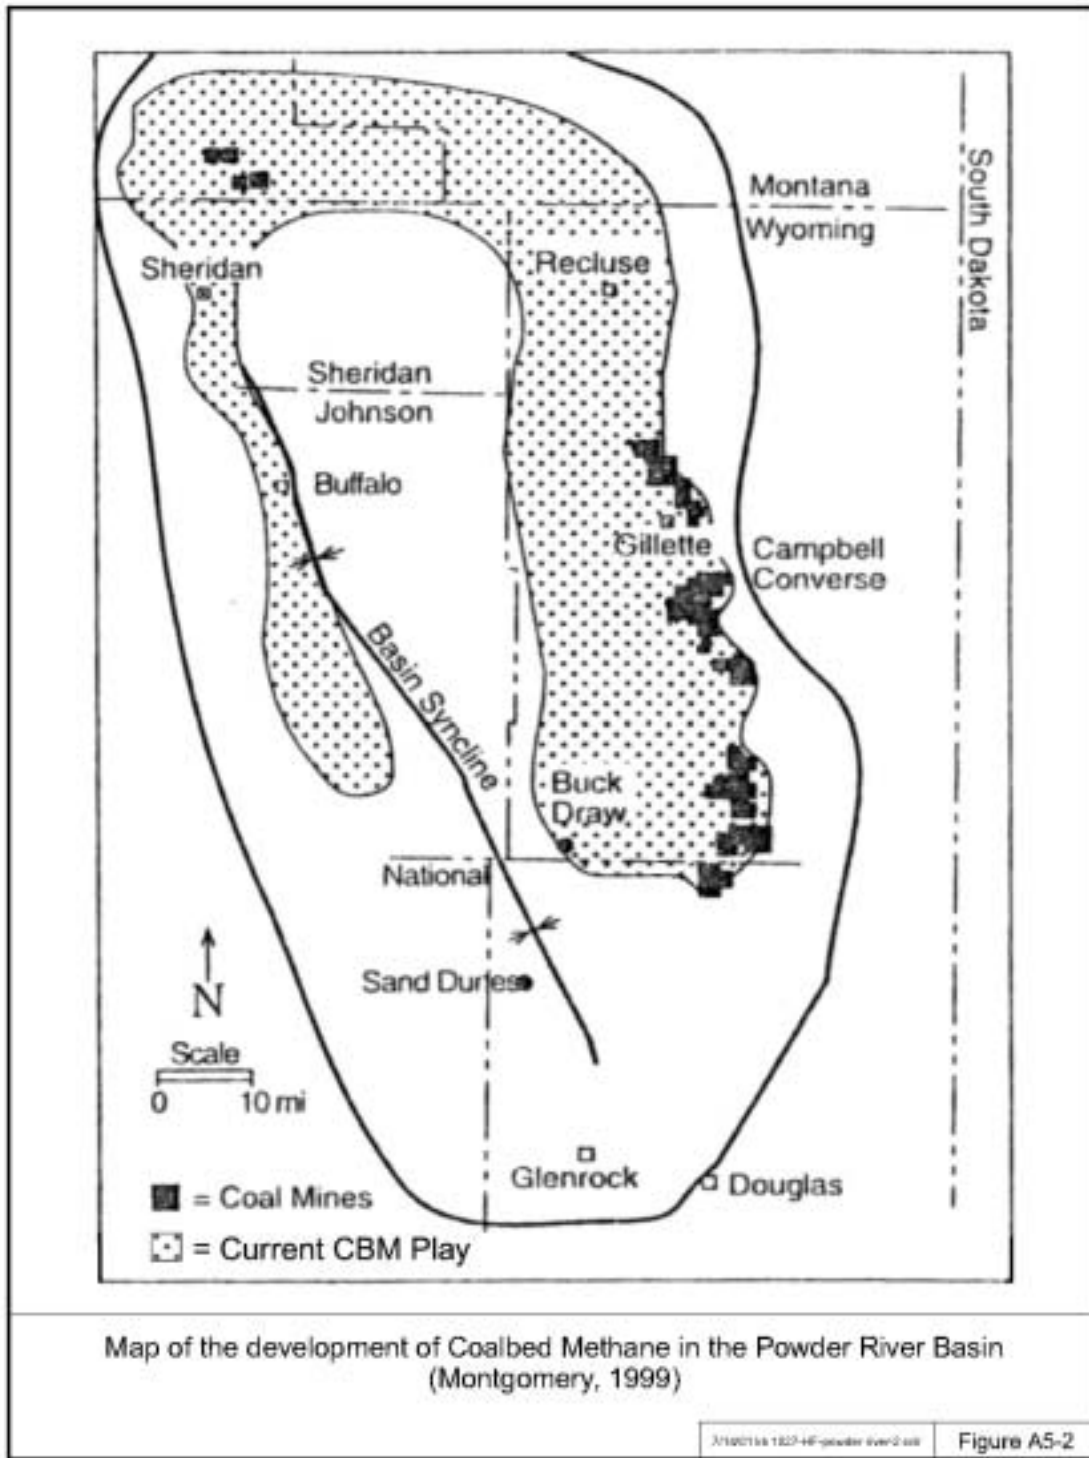 Montana
Wyoming
South Dakota
Sheridan
Recluse
Sheridan
Johnson
Buffalo
Gillette
Campbell
Converse
Basin Syncline
Buck
Draw
National
Sand Dunes
N
Scale
0 10 mi
Glenrock
Douglas
= Coal Mines
= Current CBM Play
Map of the development of Coalbed Methane in the Powder River Basin
(Montgomery, 1999)
Figure A5-2